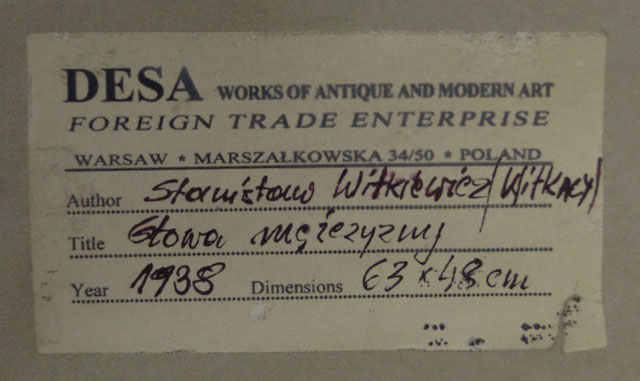 DESA WORKS OF ANTIQUE AND MODERN ART
FOREIGN TRADE ENTERPRISE
WARSAW * MARSZAŁKOWSKA 34/50 * POLAND
Author Stanisław Witkiewicz/Witkacy/
Title Głowa mężczyzny
Year 1938 Dimensions 63 x 48 cm